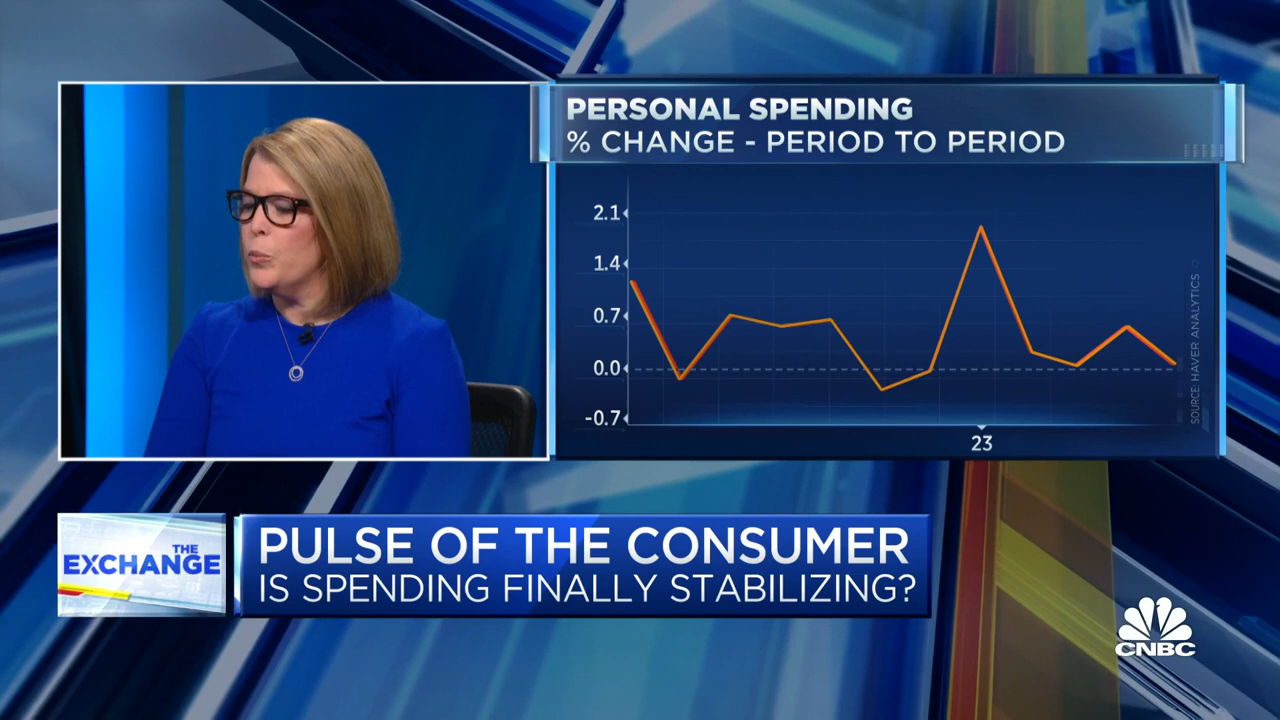 PERSONAL SPENDING
% CHANGE - PERIOD TO PERIOD
2.1
1.4
0.7
0.0
-0.7
23
SOURCE: HAVER ANALYTICS
THE
EXCHANGE
PULSE OF THE CONSUMER
IS SPENDING FINALLY STABILIZING?
CNBC